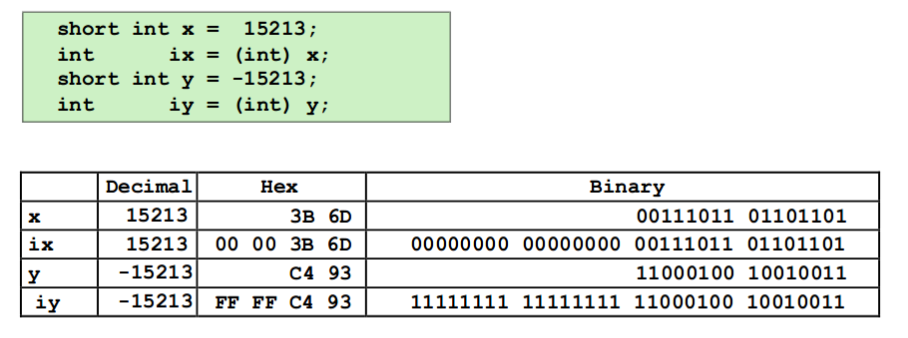 short int x =  15213;
int      ix = (int) x;
short int y = -15213;
int      iy = (int) y;
Decimal Hex Binary
x 15213 3B 6D 00111011 01101101
ix 15213 00 00 3B 6D 00000000 00000000 00111011 01101101
y -15213 C4 93 11000100 10010011
iy -15213 FF FF C4 93 11111111 11111111 11000100 10010011